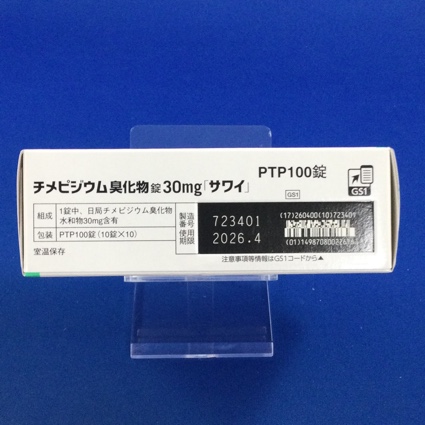 PTP100錠
チメピジウム臭化物錠30mg「サワイ」
GS1
GS1
組成 1錠中、日局チメピジウム臭化物水和物30mg含有
包装 PTP100錠(10錠×10)
室温保存
製造番号 723401
使用期限 2026.4
(17)260400(10)723401
注意事項等情報はGS1コードから▲